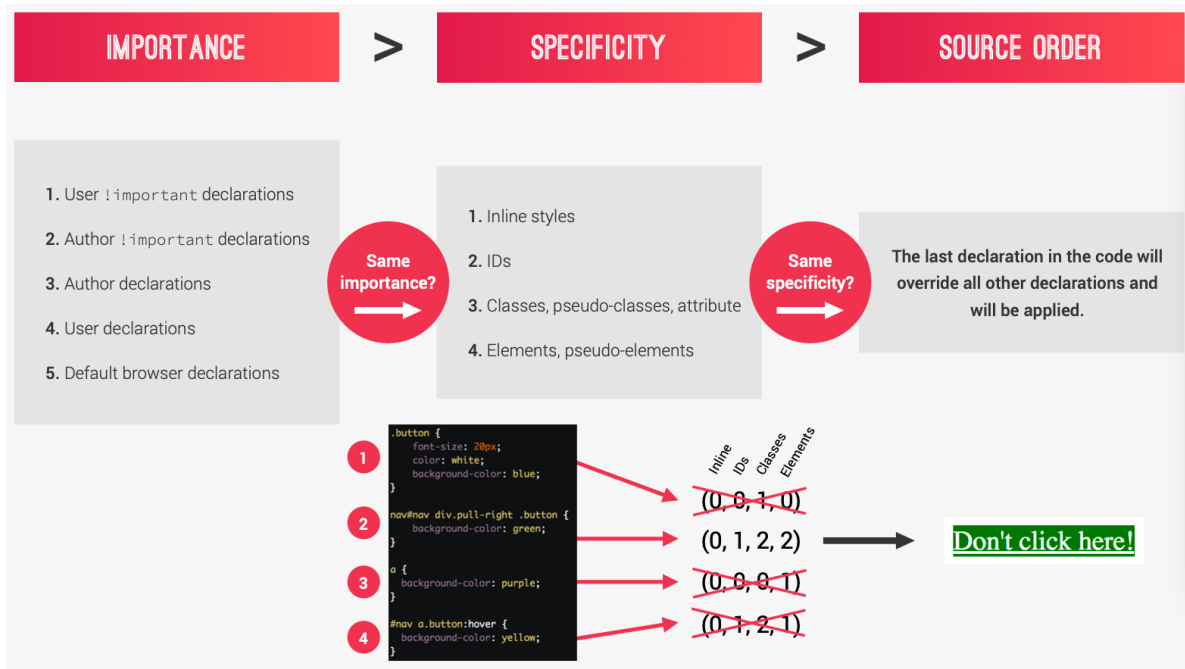 IMPORTANCE
>
SPECIFICITY
>
SOURCE ORDER
1. User !important declarations
2. Author !important declarations
3. Author declarations
4. User declarations
5. Default browser declarations
Same
importance?
1. Inline styles
2. IDs
3. Classes, pseudo-classes, attribute
4. Elements, pseudo-elements
Same
specificity?
The last declaration in the code will
override all other declarations and
will be applied.
1
.button {
font-size: 20px;
color: white;
background-color: blue;
}
2
nav#nav div.pull-right .button {
background-color: green;
}
3
a {
background-color: purple;
}
4
#nav a.button:hover {
background-color: yellow;
}
Inline
IDs
Classes
Elements
(0, 0, 1, 0)
(0, 1, 2, 2)
(0, 0, 0, 1)
(0, 1, 2, 1)
Don't click here!